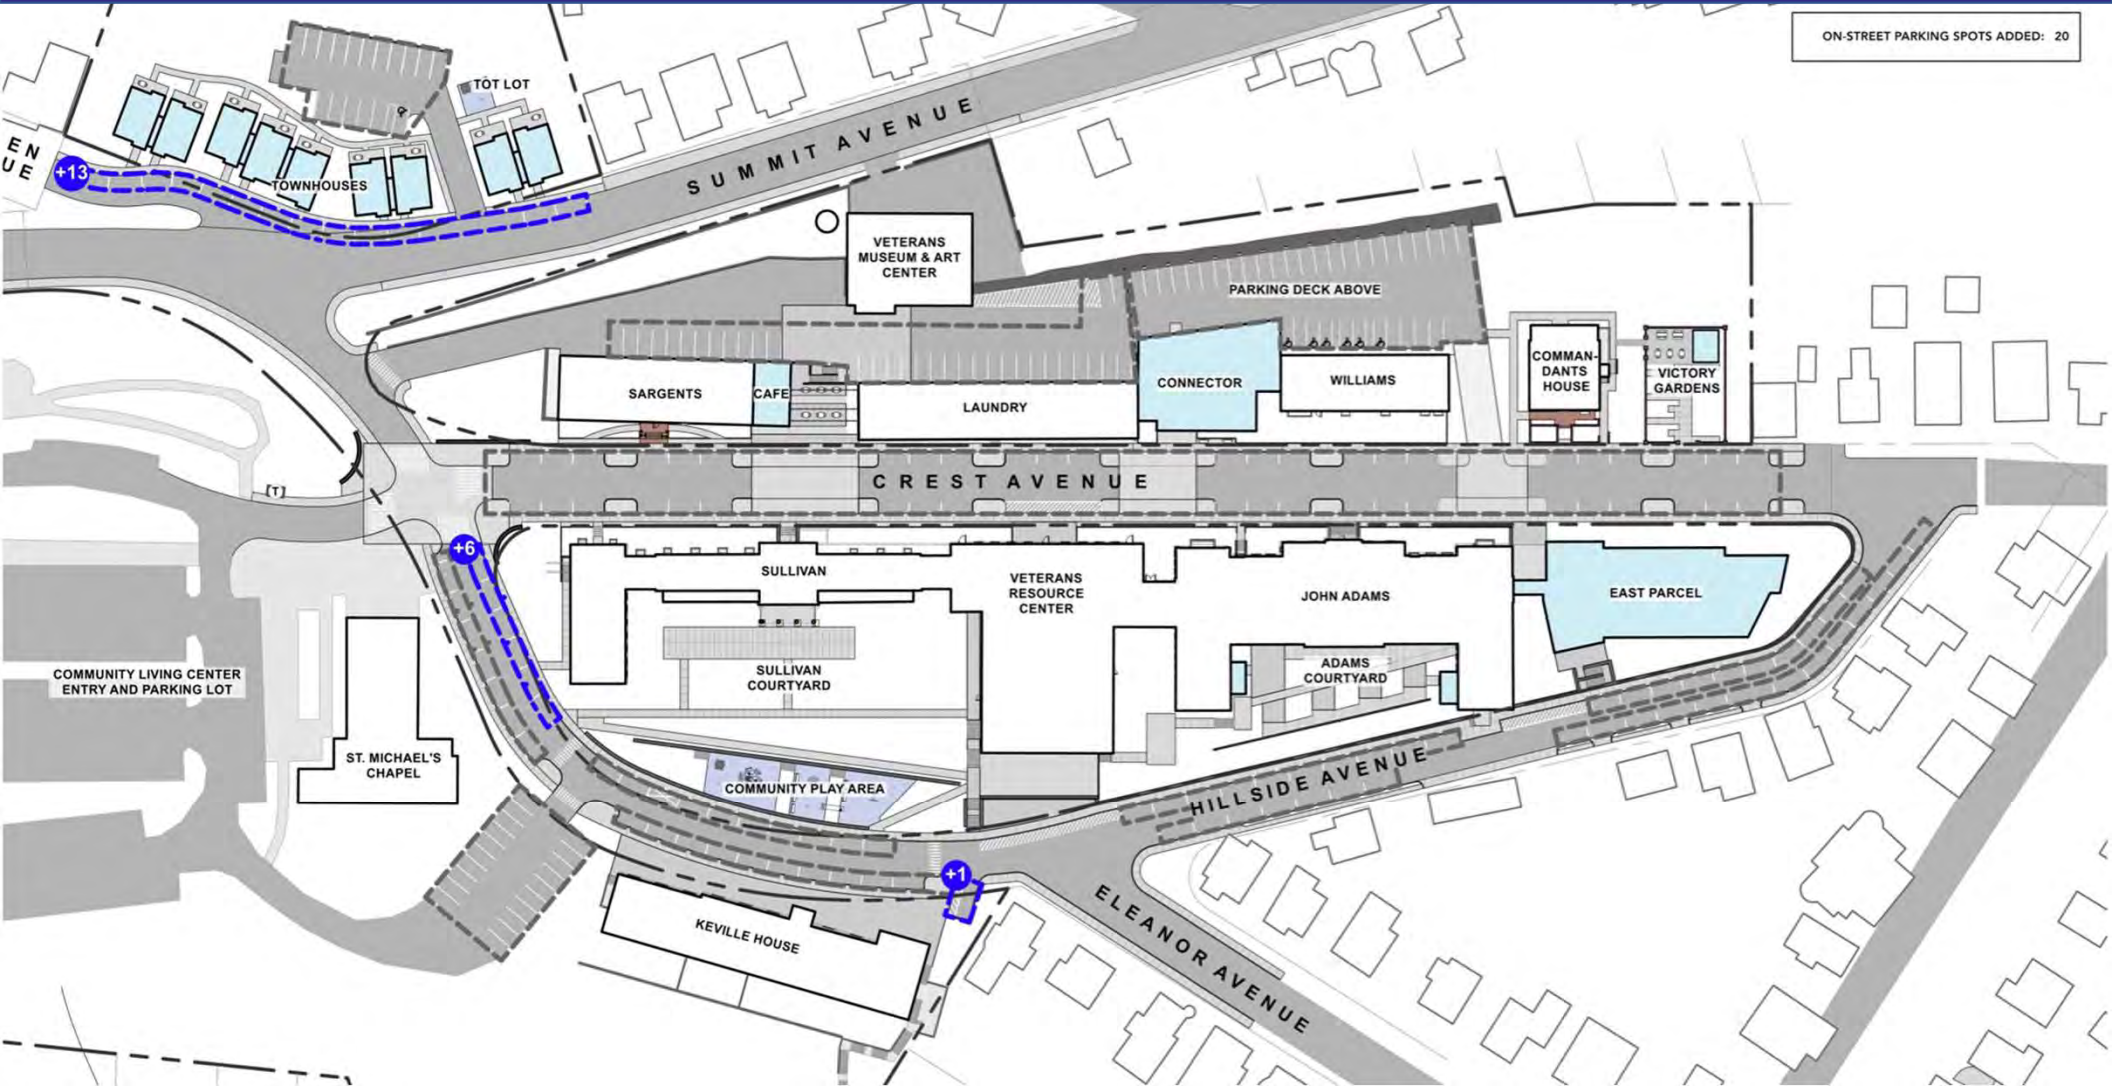 ON-STREET PARKING SPOTS ADDED: 20
TOT LOT
EN
UE
+13
TOWNHOUSES
SUMMIT AVENUE
VETERANS
MUSEUM & ART
CENTER
PARKING DECK ABOVE
SARGENTS
CAFE
LAUNDRY
CONNECTOR
WILLIAMS
COMMAN-
DANTS
HOUSE
VICTORY
GARDENS
CREST AVENUE
[T]
+6
SULLIVAN
VETERANS
RESOURCE
CENTER
JOHN ADAMS
EAST PARCEL
COMMUNITY LIVING CENTER
ENTRY AND PARKING LOT
SULLIVAN
COURTYARD
ADAMS
COURTYARD
ST. MICHAEL'S
CHAPEL
COMMUNITY PLAY AREA
HILLSIDE AVENUE
+1
KEVILLE HOUSE
ELEANOR AVENUE